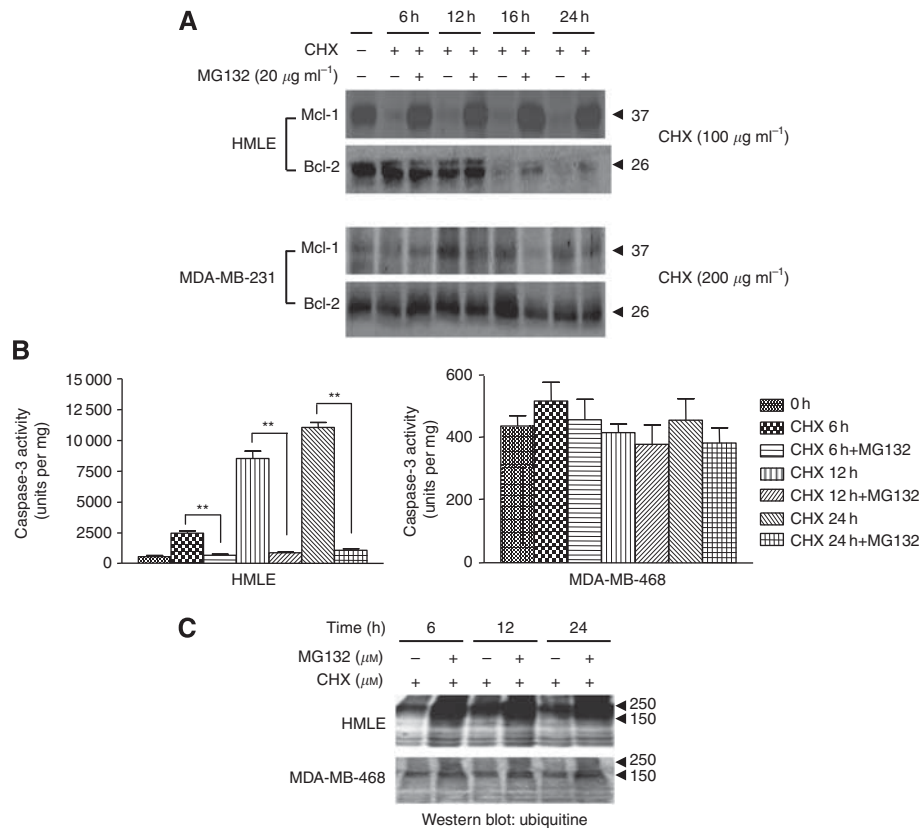 A
6 h 12 h 16 h 24 h
CHX – + + + + + + + +
MG132 (20 μg ml⁻¹) – – + – + – + – +
HMLE
Mcl-1
37
Bcl-2
26
CHX (100 μg ml⁻¹)
MDA-MB-231
Mcl-1
37
Bcl-2
26
CHX (200 μg ml⁻¹)
B
Caspase-3 activity
(units per mg)
15 000
10 000
7500
5000
2500
0
**
**
**
HMLE
Caspase-3 activity
(units per mg)
600
400
200
0
MDA-MB-468
0 h
CHX 6 h
CHX 6 h+MG132
CHX 12 h
CHX 12 h+MG132
CHX 24 h
CHX 24 h+MG132
C
Time (h) 6 12 24
MG132 (μM) – + – + – +
CHX (μM) + + + + + +
HMLE
250
150
MDA-MB-468
250
150
Western blot: ubiquitine